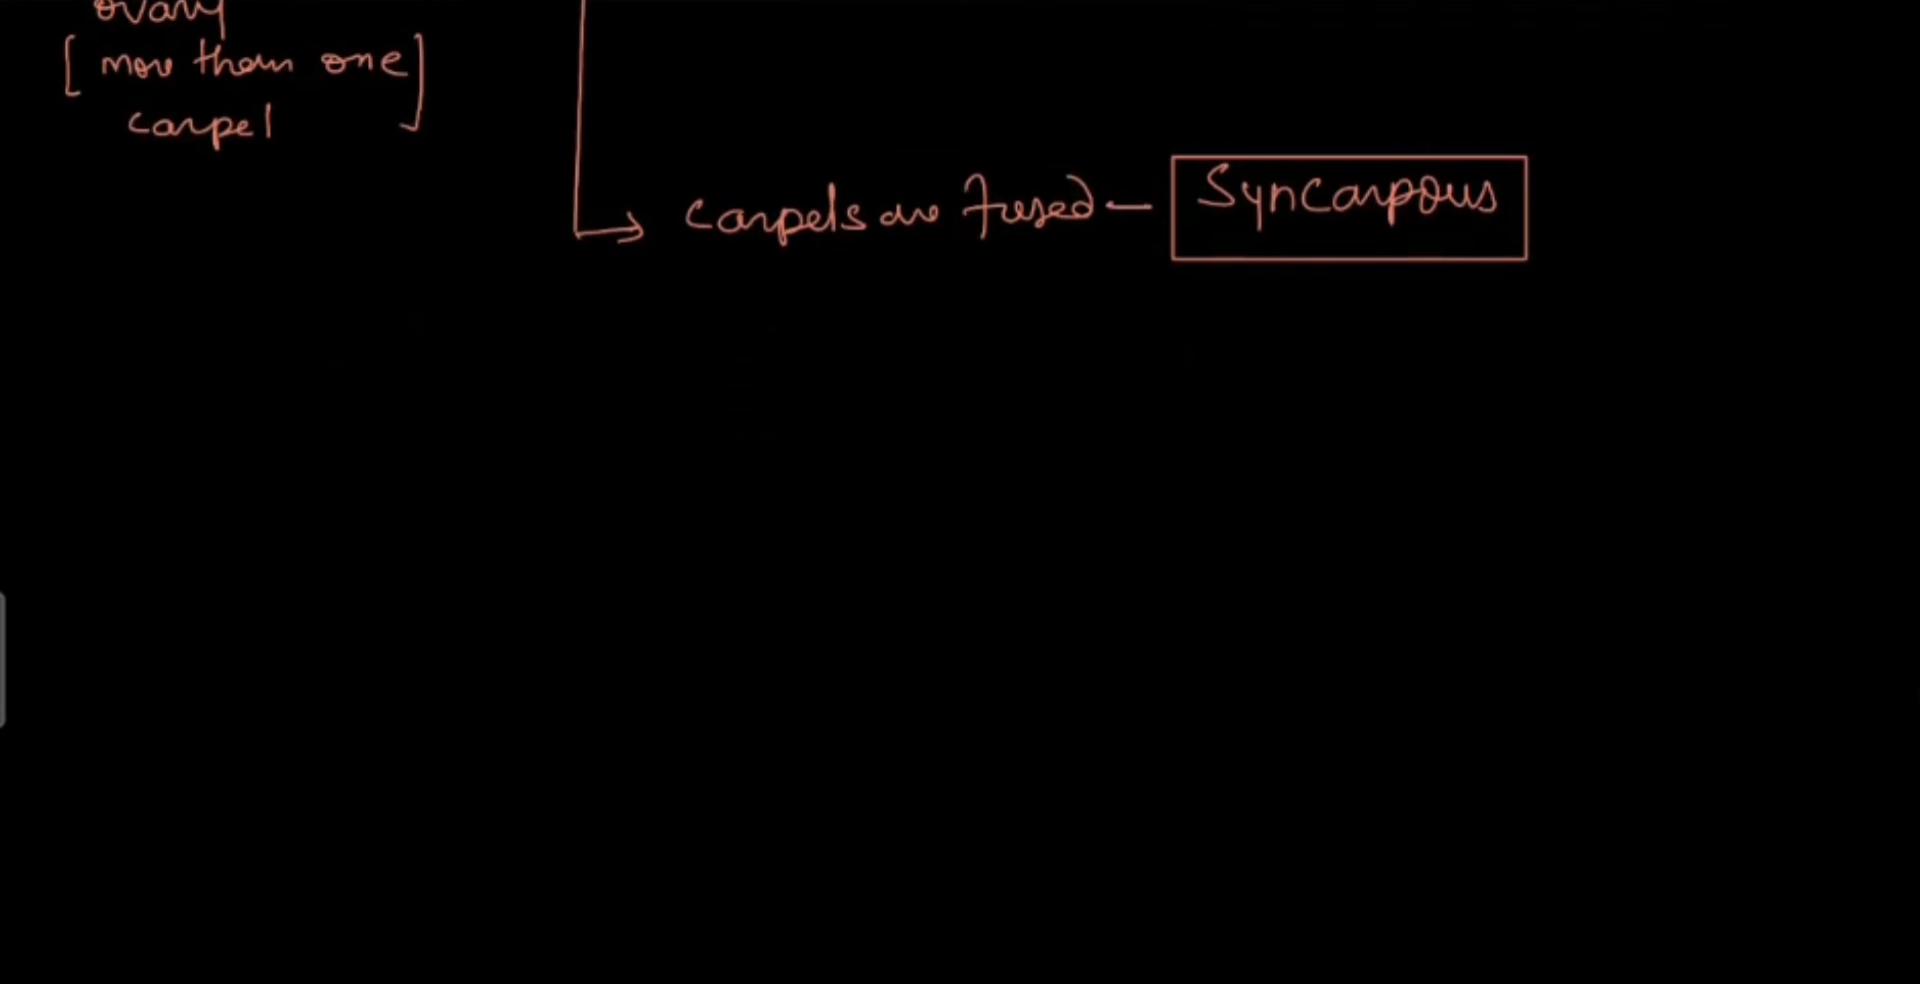 ovary
[ more than one ]
carpel
carpels are fused — Syncarpous